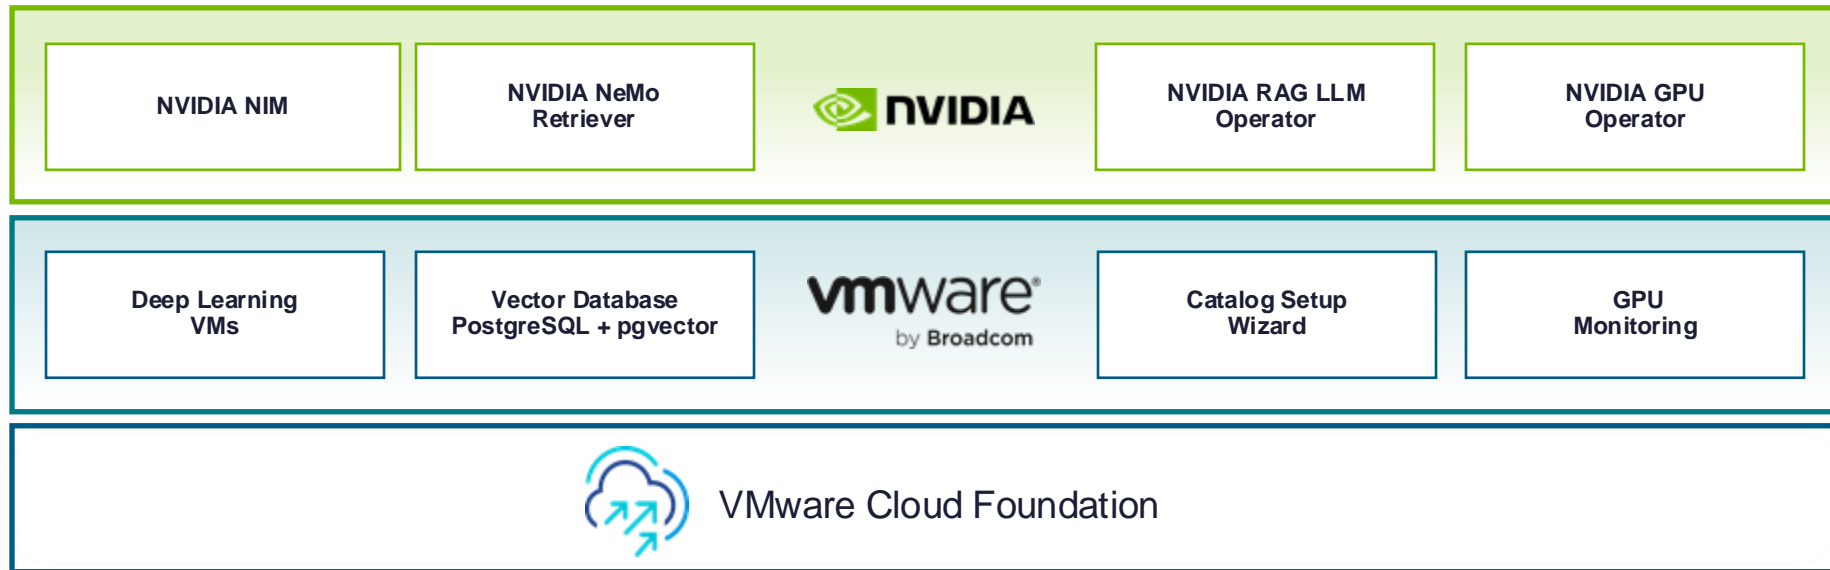 NVIDIA NIM
NVIDIA NeMo
Retriever
NVIDIA
NVIDIA RAG LLM
Operator
NVIDIA GPU
Operator
Deep Learning
VMs
Vector Database
PostgreSQL + pgvector
vmware®
by Broadcom
Catalog Setup
Wizard
GPU
Monitoring
VMware Cloud Foundation